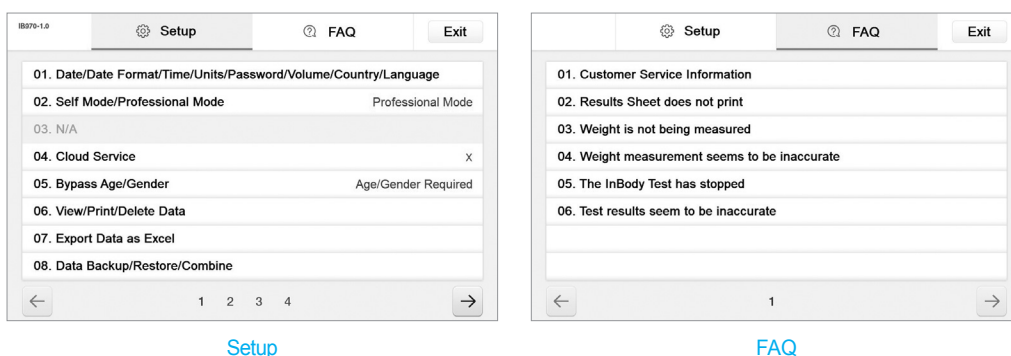 IB970-1.0 Setup FAQ Exit
01. Date/Date Format/Time/Units/Password/Volume/Country/Language
02. Self Mode/Professional Mode Professional Mode
03. N/A
04. Cloud Service X
05. Bypass Age/Gender Age/Gender Required
06. View/Print/Delete Data
07. Export Data as Excel
08. Data Backup/Restore/Combine
← 1 2 3 4 →
Setup
Setup FAQ Exit
01. Customer Service Information
02. Results Sheet does not print
03. Weight is not being measured
04. Weight measurement seems to be inaccurate
05. The InBody Test has stopped
06. Test results seem to be inaccurate
← 1 →
FAQ